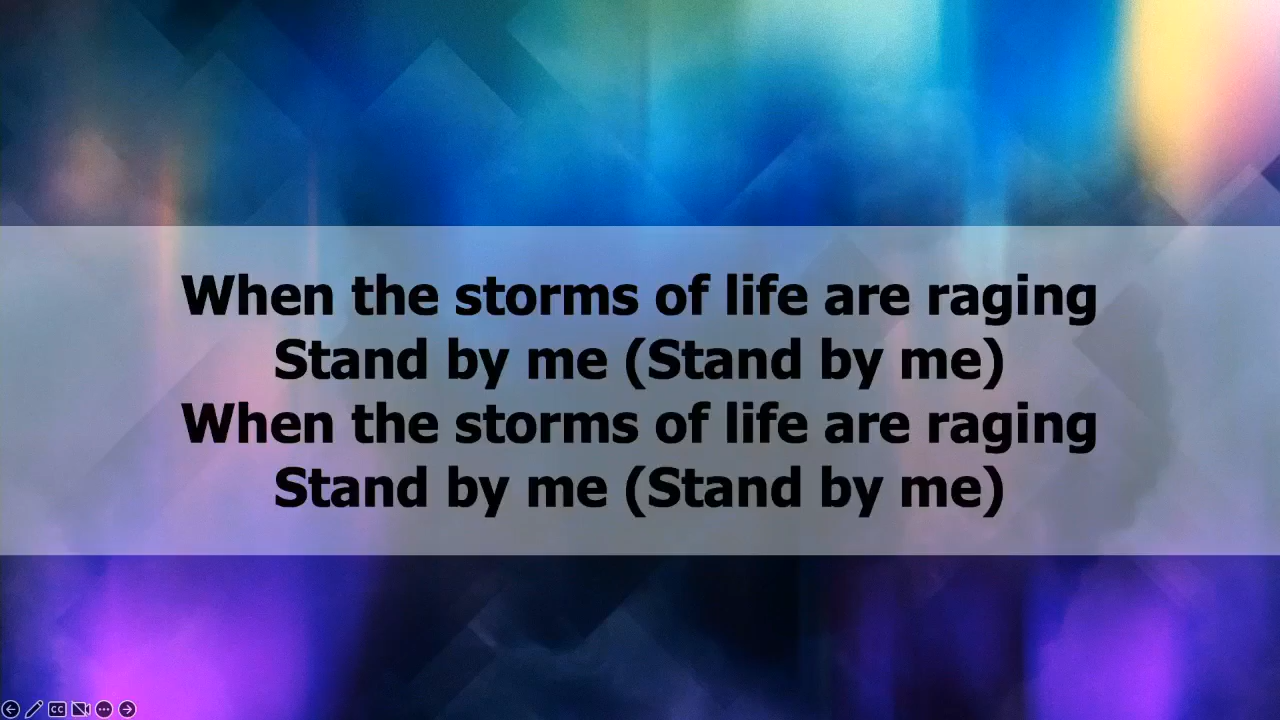 When the storms of life are raging
Stand by me (Stand by me)
When the storms of life are raging
Stand by me (Stand by me)
CC